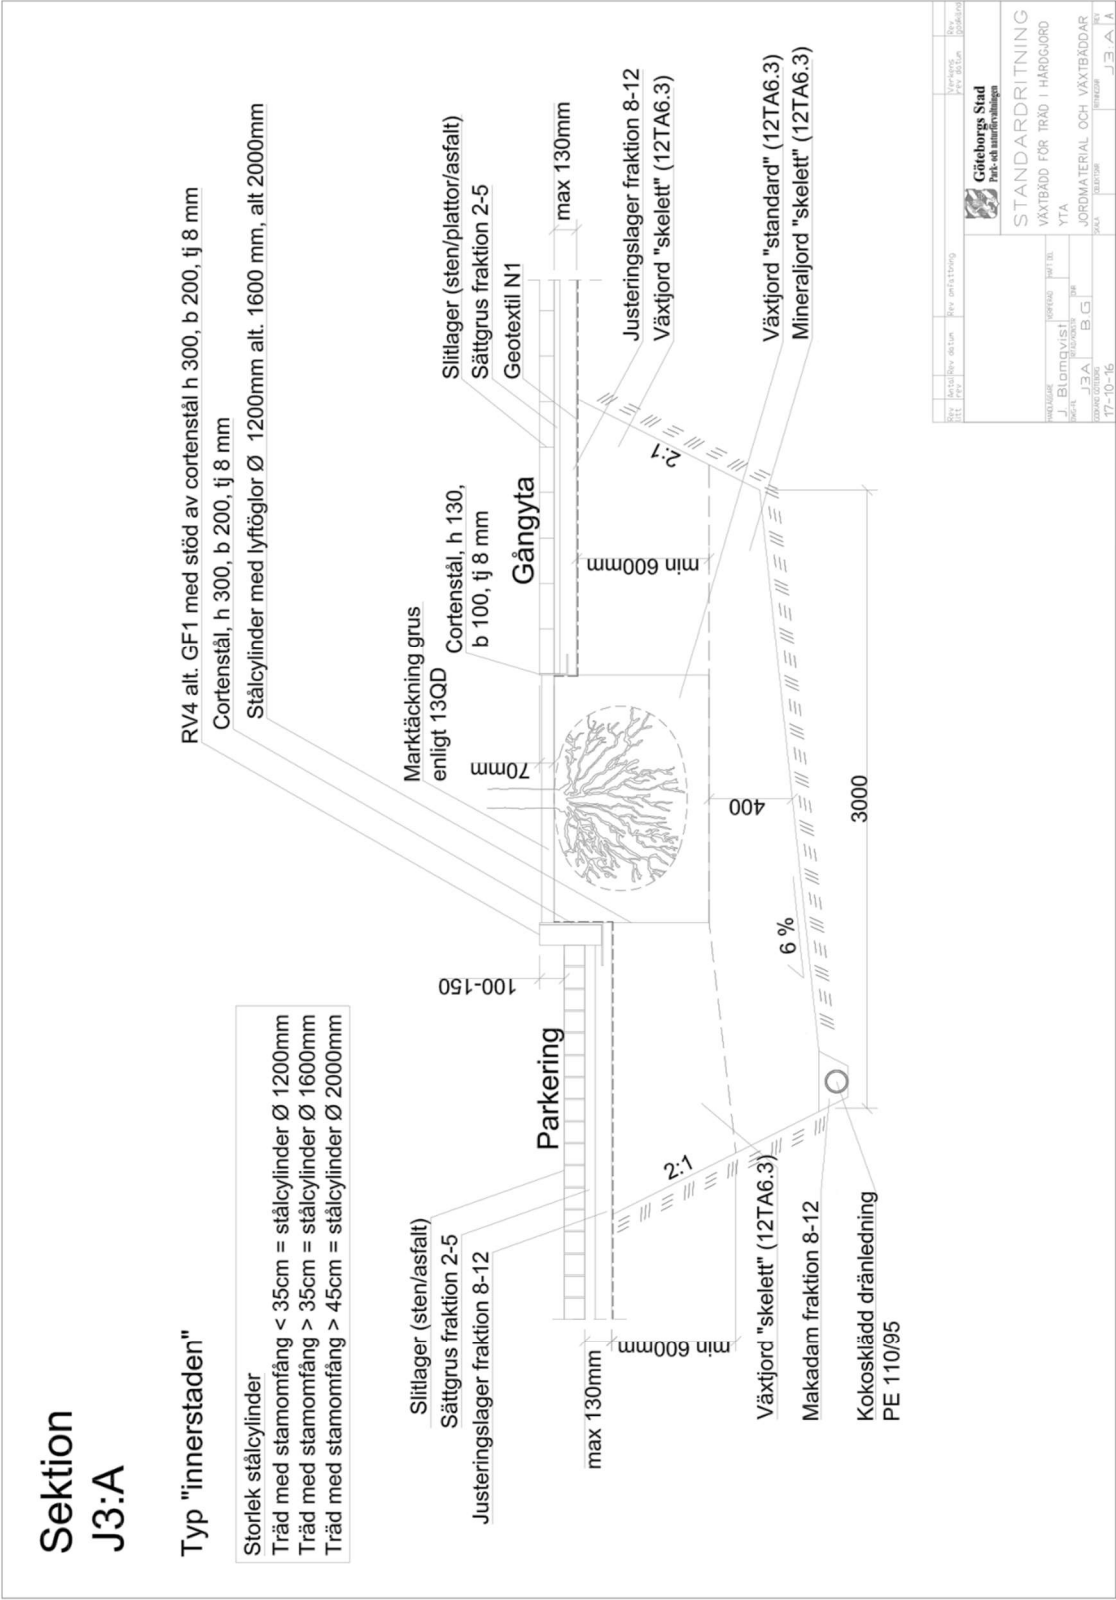 Sektion
J3:A
Typ "innerstaden"
Storlek stålcylinder
Träd med stamomfång < 35cm = stålcylinder Ø 1200mm
Träd med stamomfång > 35cm = stålcylinder Ø 1600mm
Träd med stamomfång > 45cm = stålcylinder Ø 2000mm
RV4 alt. GF1 med stöd av cortenstål h 300, b 200, tj 8 mm
Cortenstål, h 300, b 200, tj 8 mm
Stålcylinder med lyftöglor Ø 1200mm alt. 1600 mm, alt 2000mm
Marktäckning grus
enligt 13QD
Cortenstål, h 130,
b 100, tj 8 mm
Slitlager (sten/plattor/asfalt)
Sättgrus fraktion 2-5
Geotextil N1
Slitlager (sten/asfalt)
Sättgrus fraktion 2-5
Justeringslager fraktion 8-12
Parkering
100-150
70mm
Gångyta
max 130mm
max 130mm
min 600mm
min 600mm
Justeringslager fraktion 8-12
Växtjord "skelett" (12TA6.3)
2:1
2:1
400
6 %
3000
Växtjord "standard" (12TA6.3)
Mineraljord "skelett" (12TA6.3)
Växtjord "skelett" (12TA6.3)
Makadam fraktion 8-12
Kokosklädd dränledning
PE 110/95
Rev Antal Rev datum Rev omfattning
Göteborgs Stad
Park- och naturförvaltningen
STANDARDRITNING
VÄXTBÄDD FÖR TRÄD I HÅRDGJORD
YTA
JORDMATERIAL OCH VÄXTBÄDDAR
J. Blomqvist
J3A
B G
17-10-16
SKALA
J3:A
A